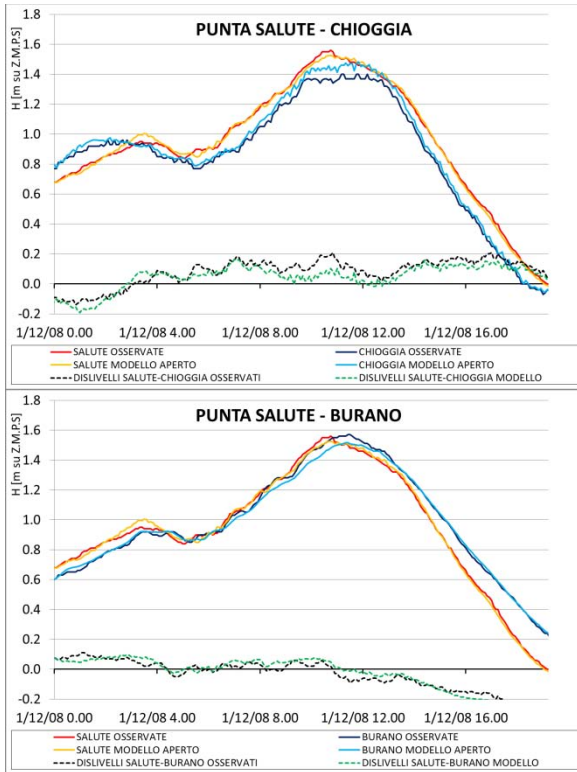 PUNTA SALUTE - CHIOGGIA
H [m su Z.M.P.S]
1.8
1.6
1.4
1.2
1.0
0.8
0.6
0.4
0.2
0.0
-0.2
1/12/08 0.00 1/12/08 4.00 1/12/08 8.00 1/12/08 12.00 1/12/08 16.00
SALUTE OSSERVATE CHIOGGIA OSSERVATE
SALUTE MODELLO APERTO CHIOGGIA MODELLO APERTO
DISLIVELLI SALUTE-CHIOGGIA OSSERVATI DISLIVELLI SALUTE-CHIOGGIA MODELLO
PUNTA SALUTE - BURANO
H [m su Z.M.P.S]
1.8
1.6
1.4
1.2
1.0
0.8
0.6
0.4
0.2
0.0
-0.2
1/12/08 0.00 1/12/08 4.00 1/12/08 8.00 1/12/08 12.00 1/12/08 16.00
SALUTE OSSERVATE BURANO OSSERVATE
SALUTE MODELLO APERTO BURANO MODELLO APERTO
DISLIVELLI SALUTE-BURANO OSSERVATI DISLIVELLI SALUTE-BURANO MODELLO